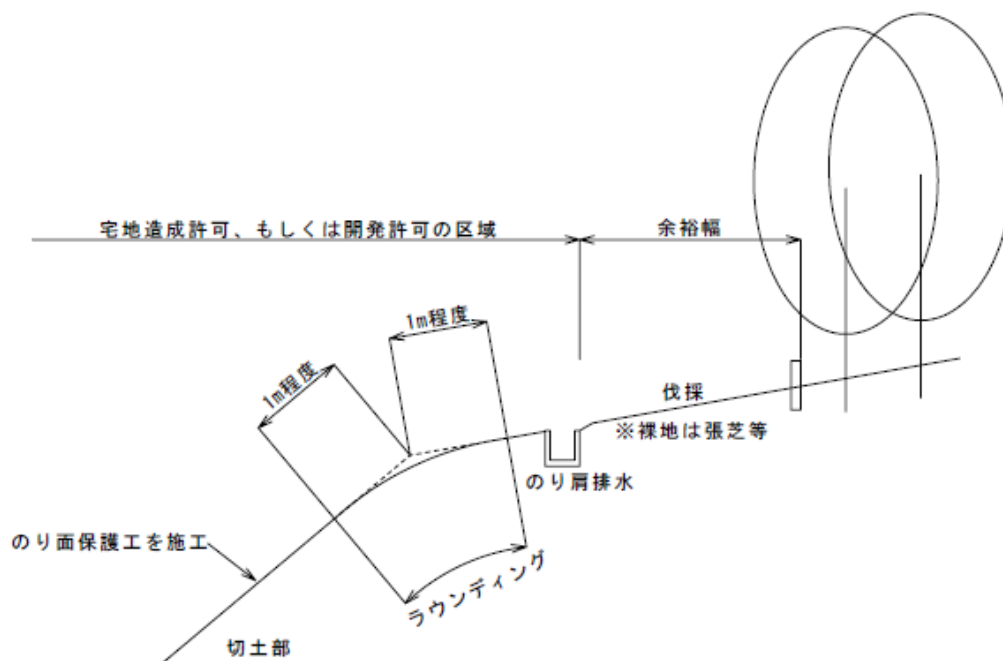 宅地造成許可、もしくは開発許可の区域
余裕幅
1m程度
1m程度
伐採
※裸地は張芝等
のり肩排水
のり面保護工を施工
ラウンディング
切土部